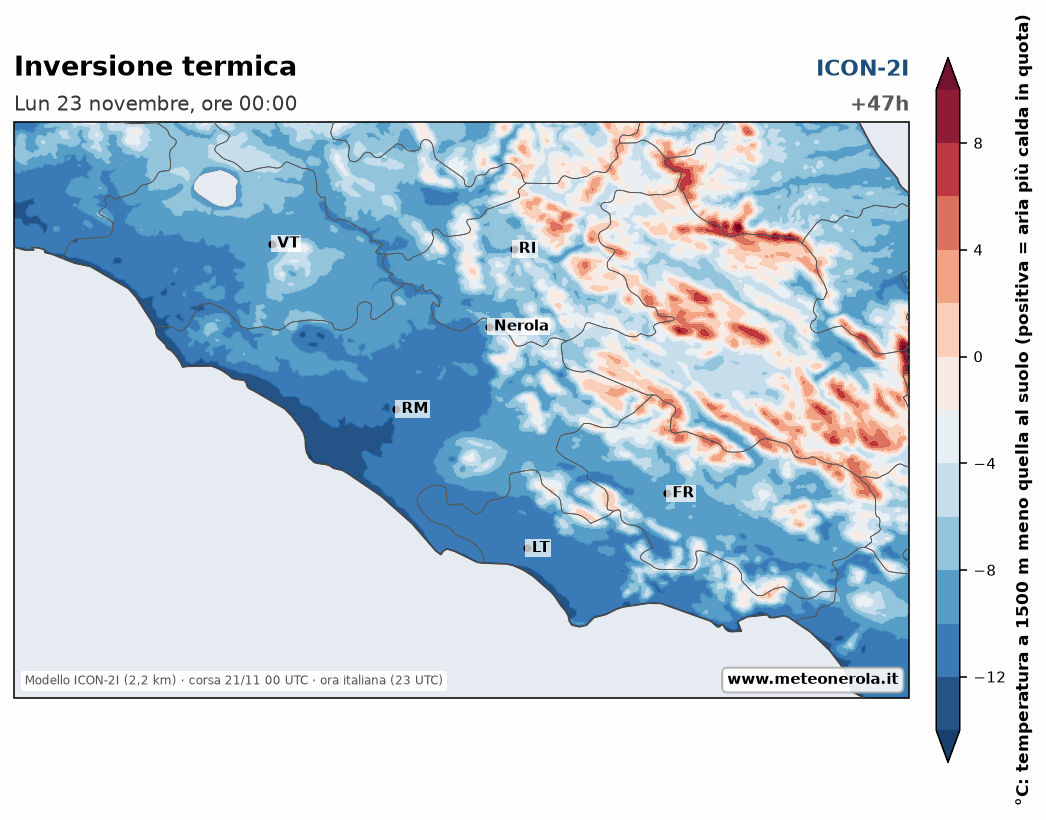 Inversione termica
ICON-2I
Lun 23 novembre, ore 00:00
+47h
VT
RI
Nerola
RM
FR
LT
Modello ICON-2I (2,2 km) · corsa 21/11 00 UTC · ora italiana (23 UTC)
www.meteonerola.it
8
4
0
−4
−8
−12
°C: temperatura a 1500 m meno quella al suolo (positiva = aria più calda in quota)